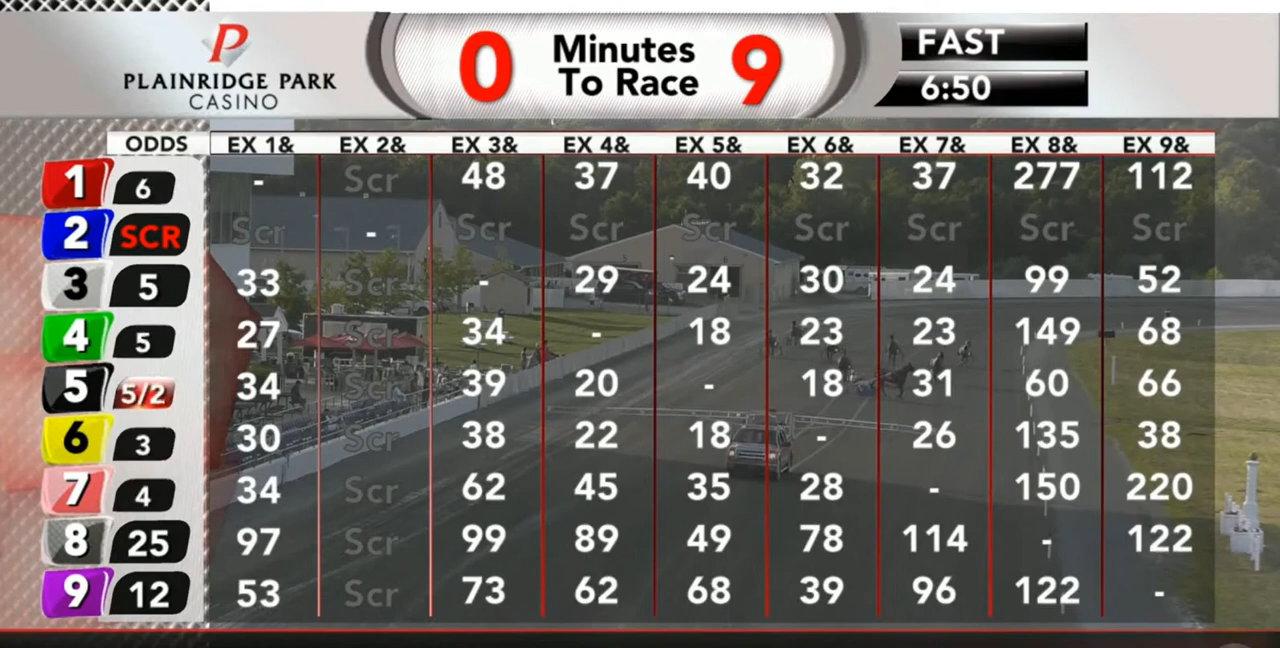 P
PLAINRIDGE PARK
CASINO
0 Minutes To Race 9
FAST
6:50
ODDS EX 1& EX 2& EX 3& EX 4& EX 5& EX 6& EX 7& EX 8& EX 9&
1 6 - Scr 48 37 40 32 37 277 112
2 SCR Scr - Scr Scr Scr Scr Scr Scr Scr
3 5 33 Scr - 29 24 30 24 99 52
4 5 27 Scr 34 - 18 23 23 149 68
5 5/2 34 Scr 39 20 - 18 31 60 66
6 3 30 Scr 38 22 18 - 26 135 38
7 4 34 Scr 62 45 35 28 - 150 220
8 25 97 Scr 99 89 49 78 114 - 122
9 12 53 Scr 73 62 68 39 96 122 -